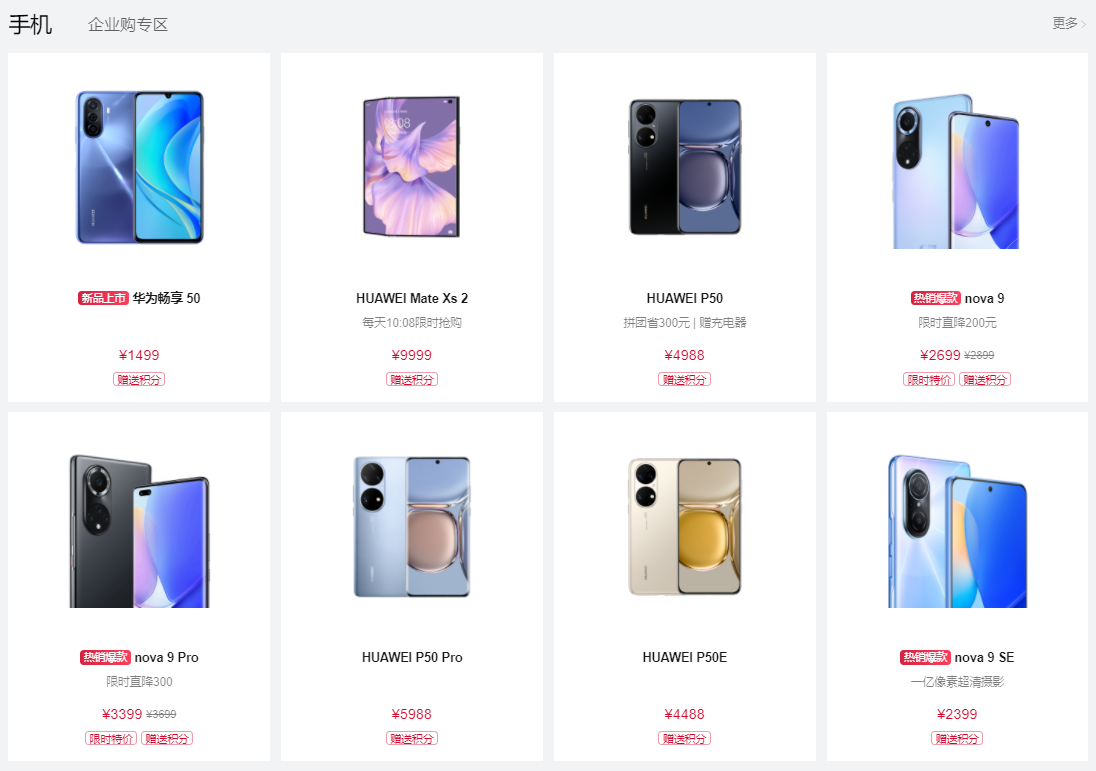 手机 企业购专区 更多 >
新品上市 华为畅享 50
¥1499
赠送积分
08:08
HUAWEI Mate Xs 2
每天10:08限时抢购
¥9999
赠送积分
HUAWEI P50
拼团省300元 | 赠充电器
¥4988
赠送积分
热销爆款 nova 9
限时直降200元
¥2699 ¥2899
限时特价 赠送积分
热销爆款 nova 9 Pro
限时直降300
¥3399 ¥3699
限时特价 赠送积分
HUAWEI P50 Pro
¥5988
赠送积分
HUAWEI P50E
¥4488
赠送积分
热销爆款 nova 9 SE
一亿像素超清摄影
¥2399
赠送积分